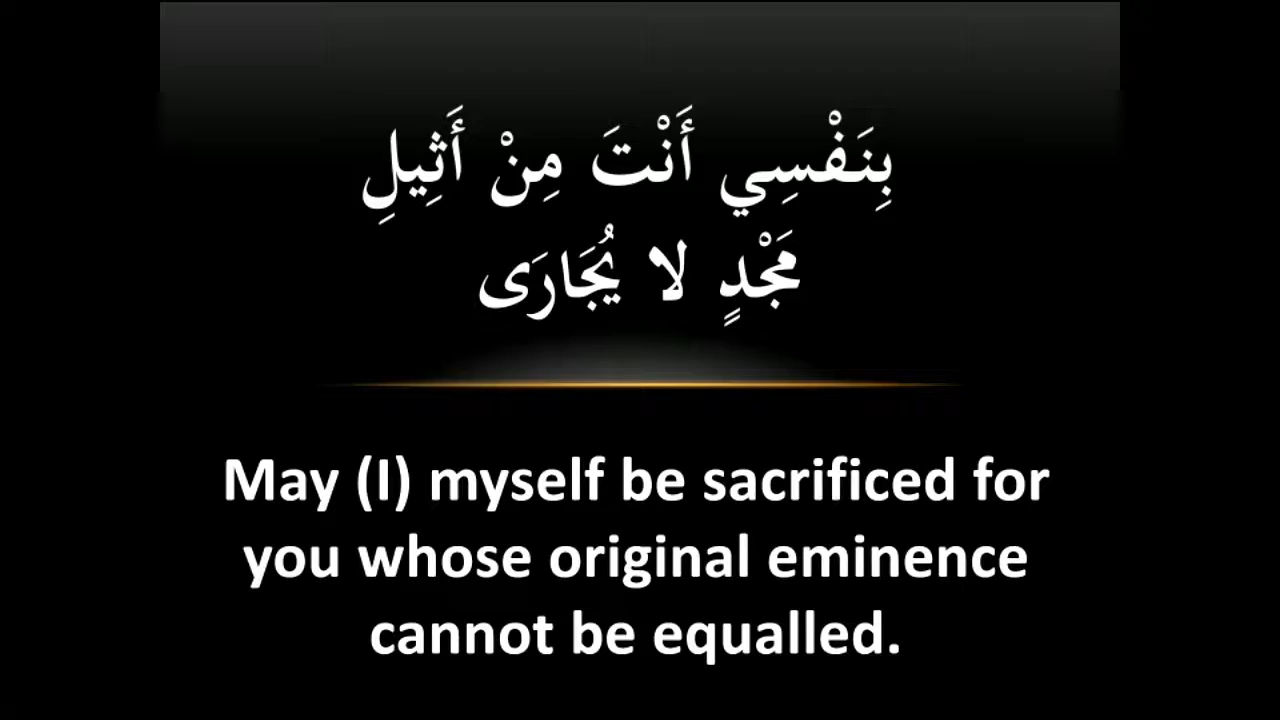 بِنَفْسِي أَنْتَ مِنْ أَثِيلِ
مَجْدٍ لا يُجَارَى
May (I) myself be sacrificed for
you whose original eminence
cannot be equalled.